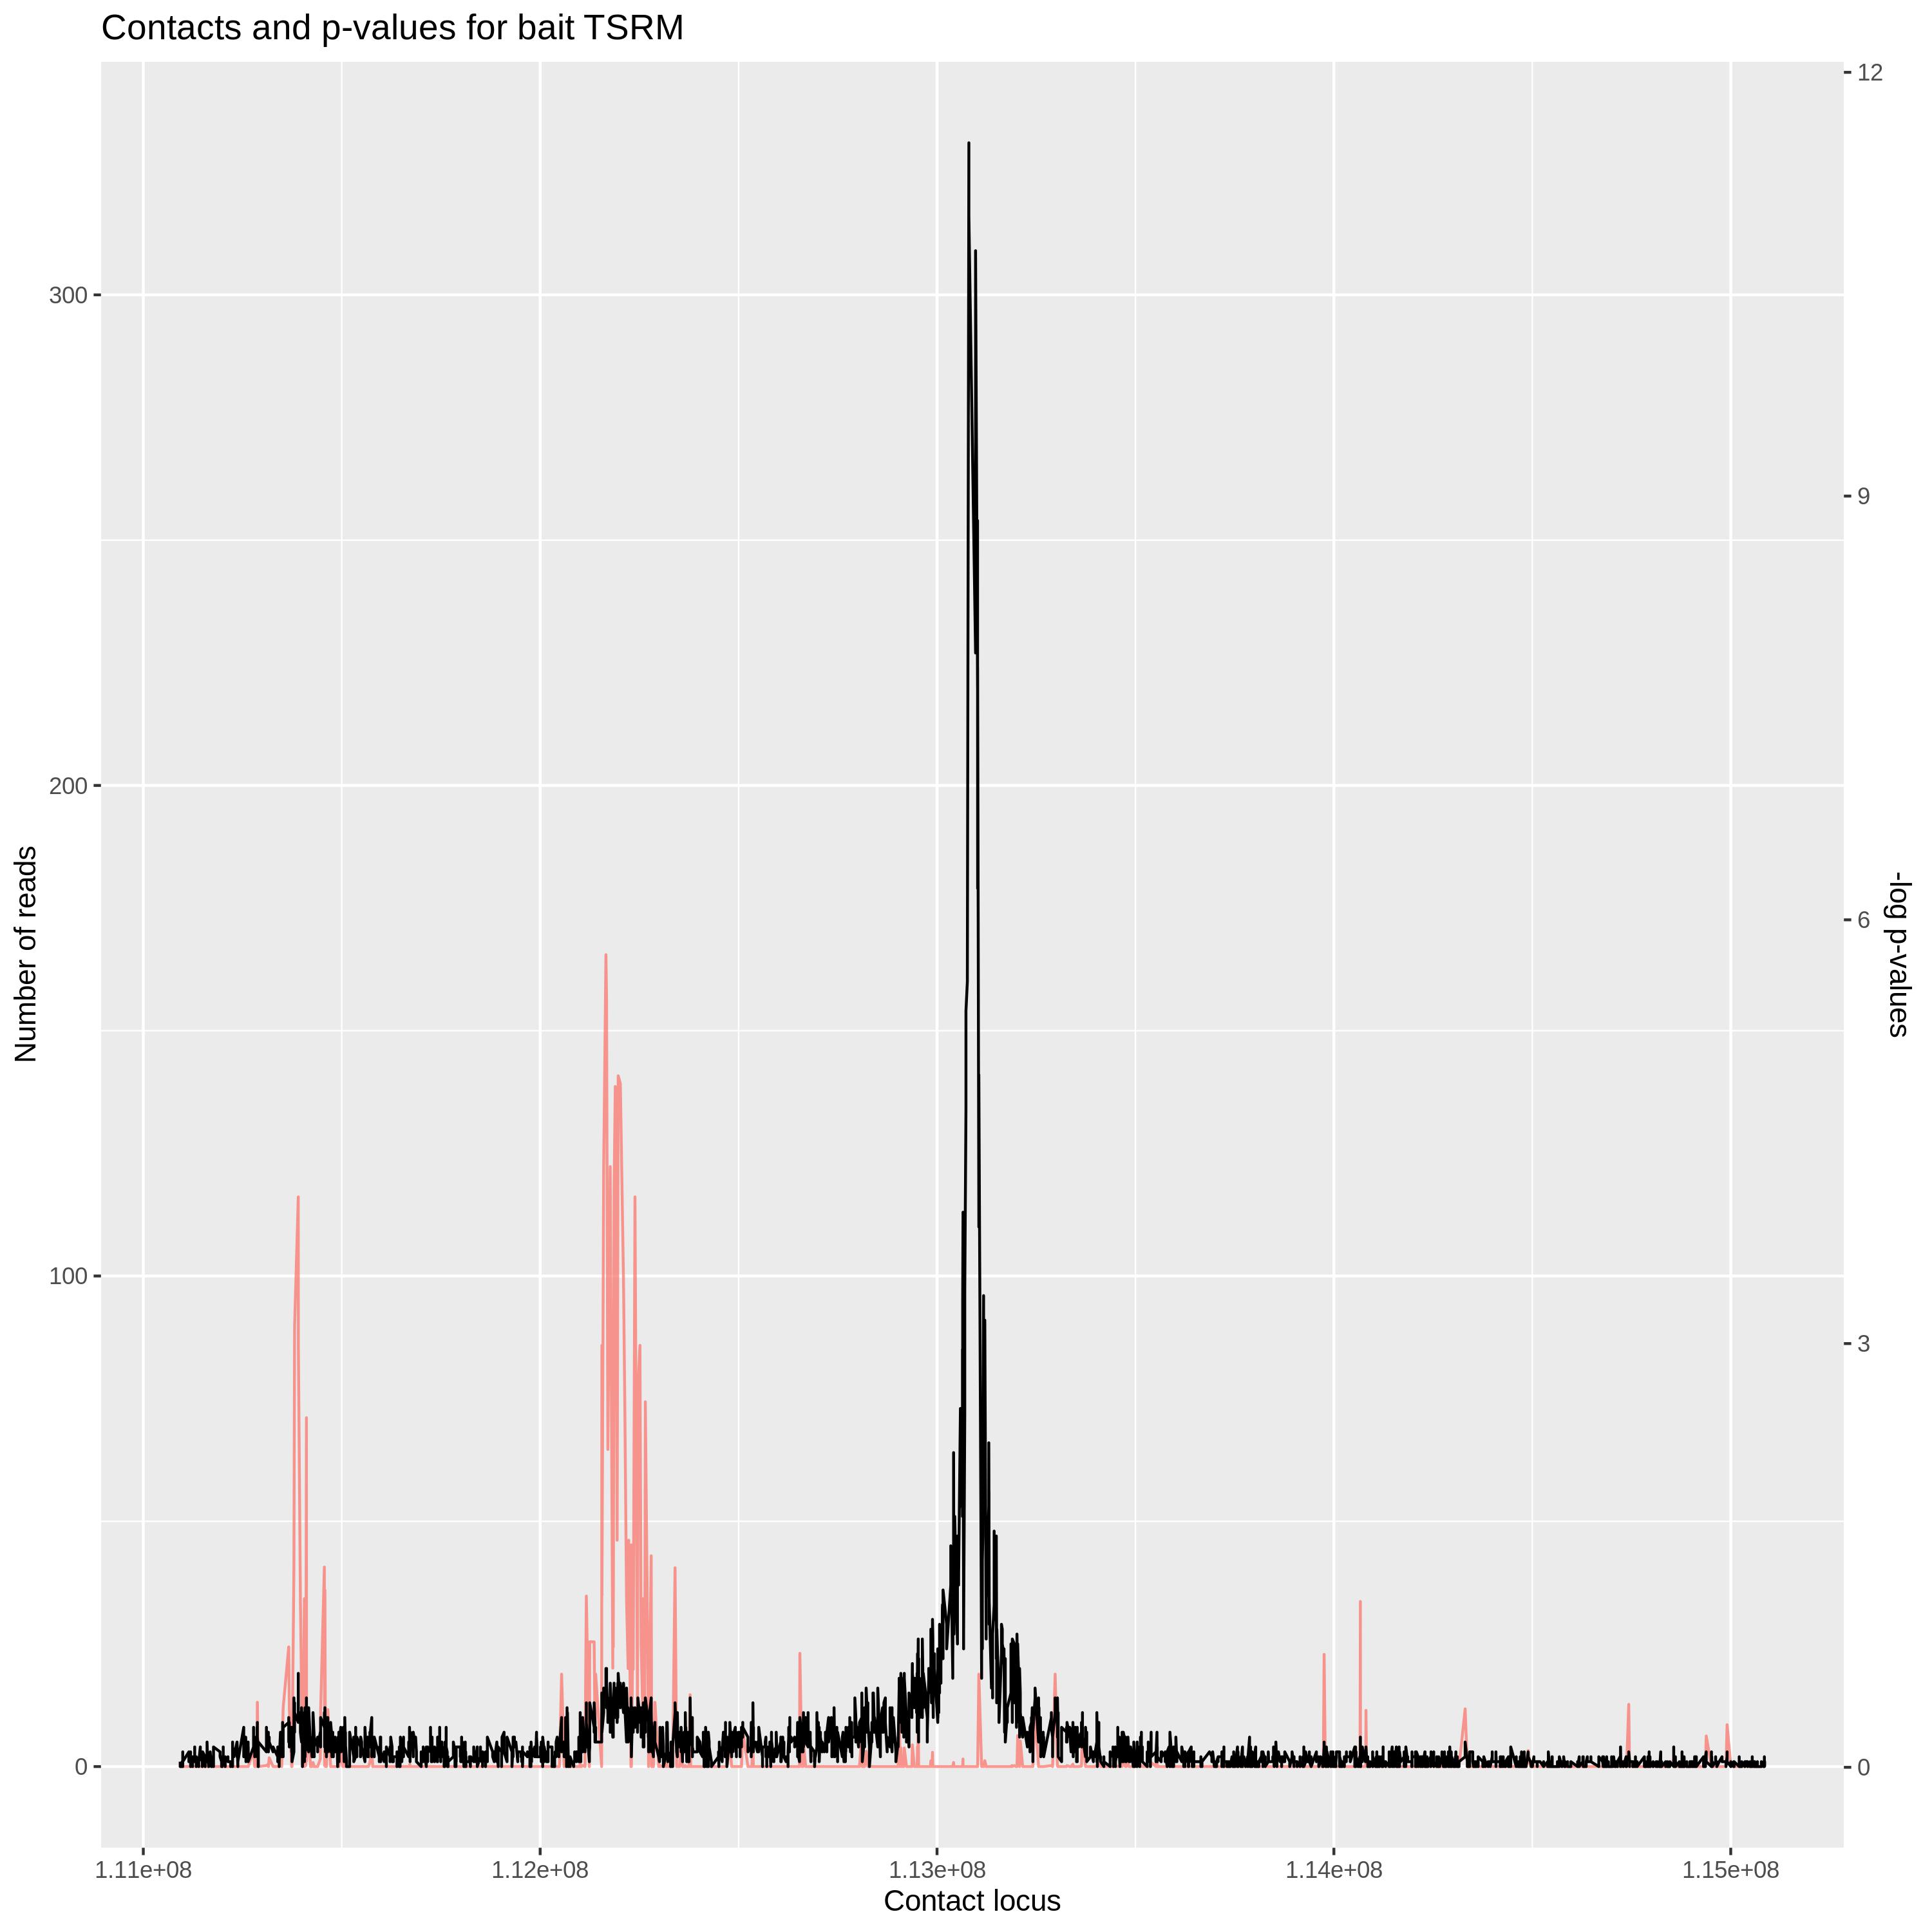 Contacts and p-values for bait TSRM
12
300
9
200
6
Number of reads
-log p-values
100
3
0
0
1.11e+08 1.12e+08 1.13e+08 1.14e+08 1.15e+08
Contact locus